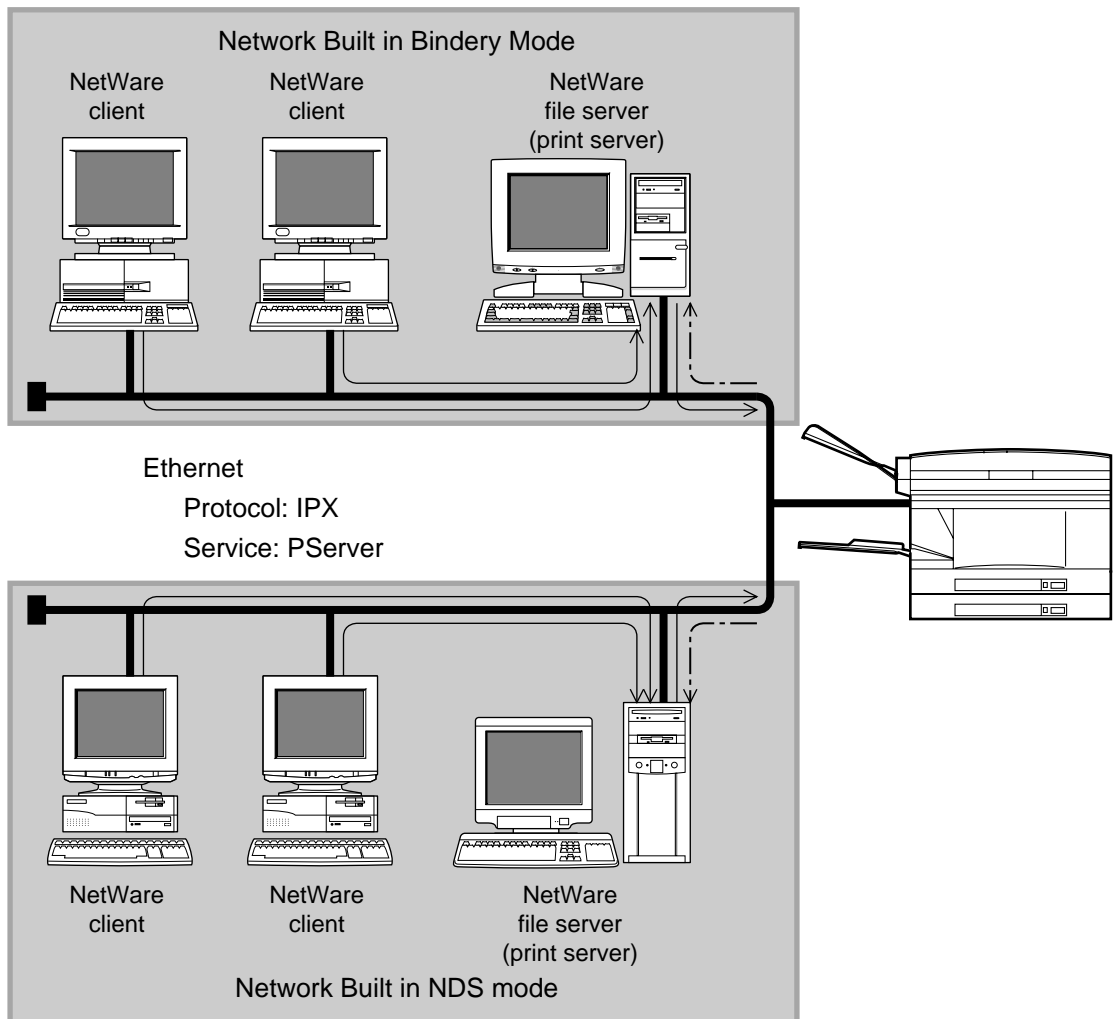 Network Built in Bindery Mode
NetWare
client
NetWare
client
NetWare
file server
(print server)
Ethernet
Protocol: IPX
Service: PServer
NetWare
client
NetWare
client
NetWare
file server
(print server)
Network Built in NDS mode